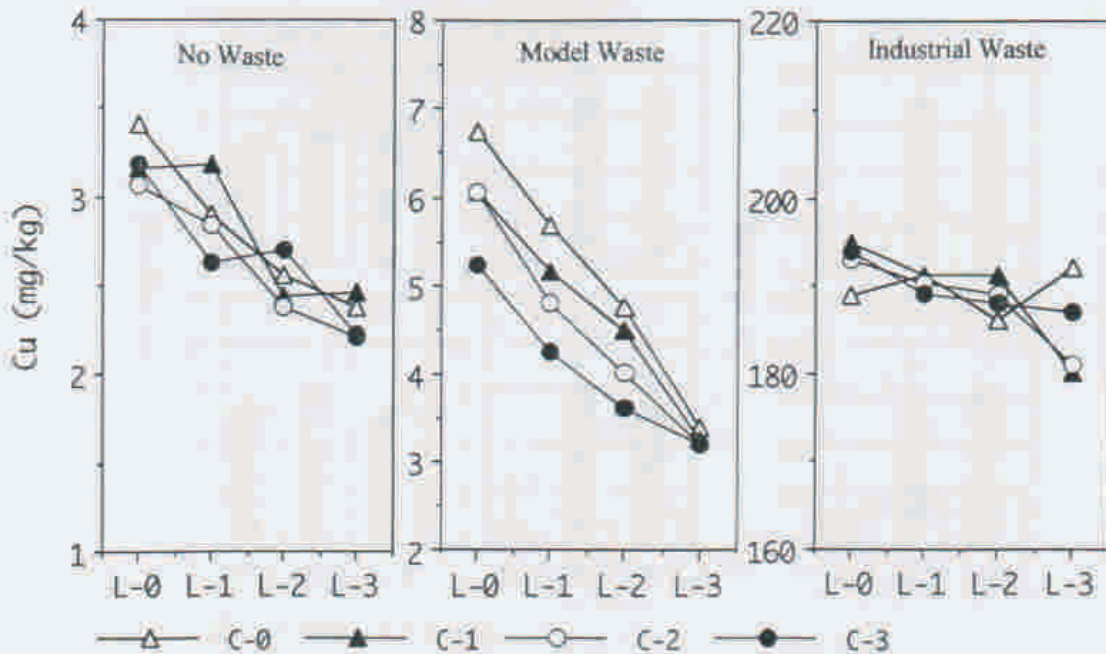 4
8
220
No Waste
Model Waste
Industrial Waste
7
3
6
200
Cu (mg/kg)
5
2
4
180
3
1
2
160
L-0 L-1 L-2 L-3
L-0 L-1 L-2 L-3
L-0 L-1 L-2 L-3
C-0 C-1 C-2 C-3